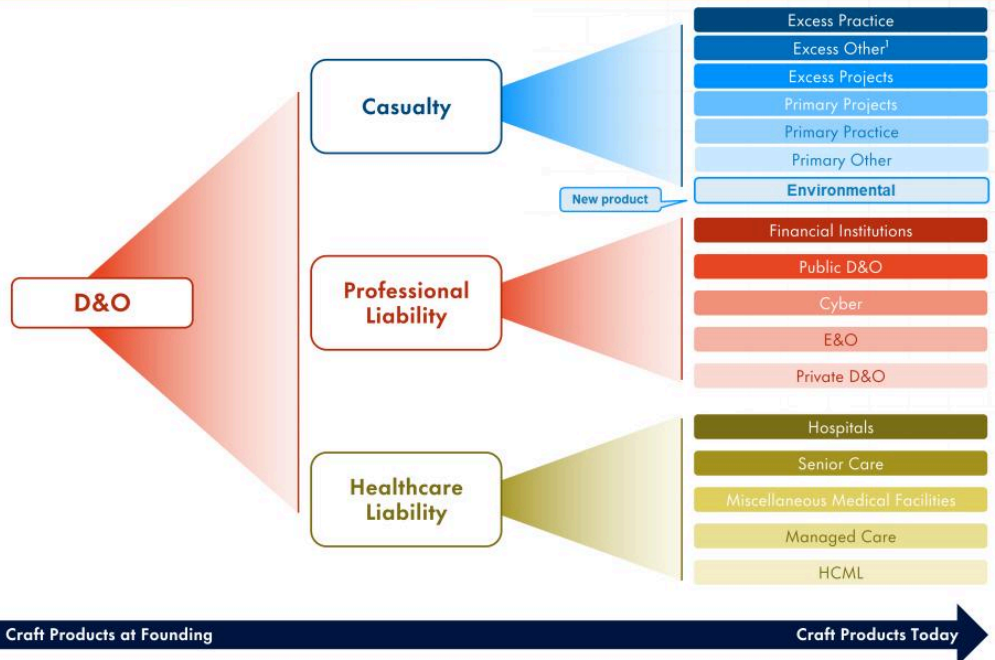 D&O
Casualty
Professional
Liability
Healthcare
Liability
Excess Practice
Excess Other¹
Excess Projects
Primary Projects
Primary Practice
Primary Other
New product
Environmental
Financial Institutions
Public D&O
Cyber
E&O
Private D&O
Hospitals
Senior Care
Miscellaneous Medical Facilities
Managed Care
HCML
Craft Products at Founding
Craft Products Today